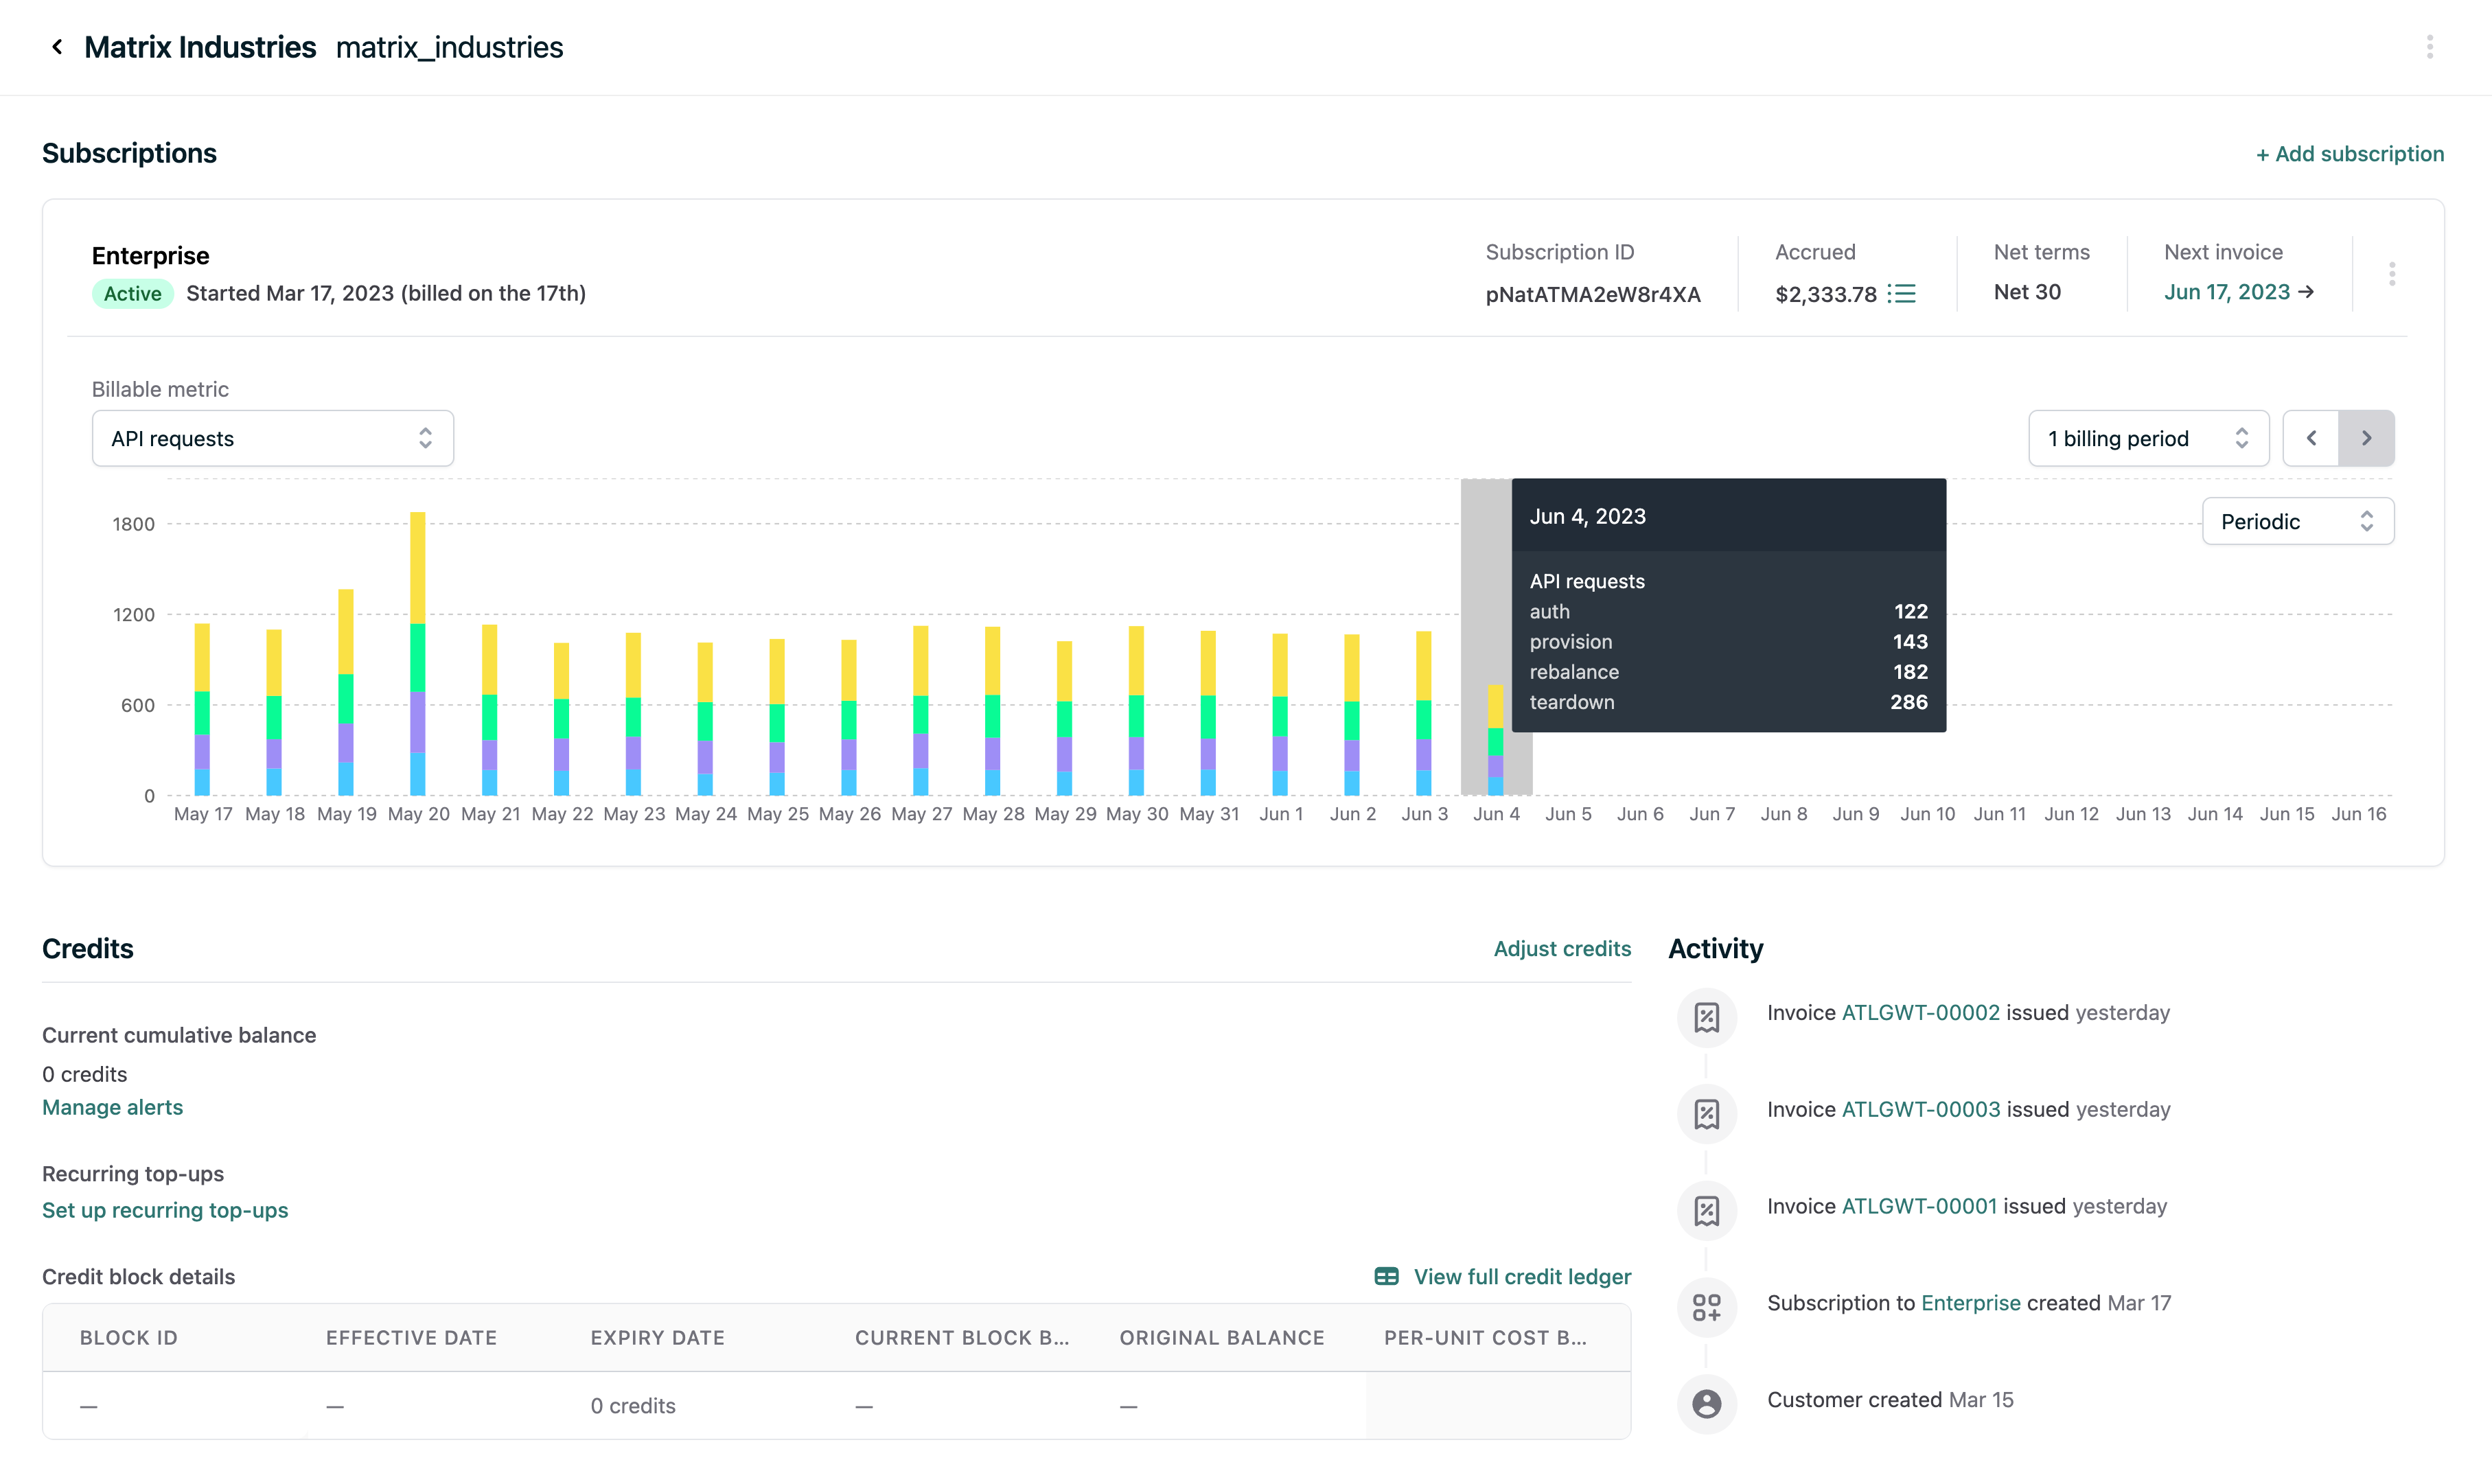 Matrix Industries matrix_industries
Subscriptions
+ Add subscription
Enterprise
Active Started Mar 17, 2023 (billed on the 17th)
Subscription ID
pNatATMA2eW8r4XA
Accrued
$2,333.78
Net terms
Net 30
Next invoice
Jun 17, 2023 →
Billable metric
API requests
1 billing period
Periodic
1800
1200
600
0
Jun 4, 2023
API requests
auth 122
provision 143
rebalance 182
teardown 286
May 17 May 18 May 19 May 20 May 21 May 22 May 23 May 24 May 25 May 26 May 27 May 28 May 29 May 30 May 31 Jun 1 Jun 2 Jun 3 Jun 4 Jun 5 Jun 6 Jun 7 Jun 8 Jun 9 Jun 10 Jun 11 Jun 12 Jun 13 Jun 14 Jun 15 Jun 16
Credits
Adjust credits
Current cumulative balance
0 credits
Manage alerts
Recurring top-ups
Set up recurring top-ups
Credit block details
View full credit ledger
BLOCK ID EFFECTIVE DATE EXPIRY DATE CURRENT BLOCK B... ORIGINAL BALANCE PER-UNIT COST B...
— — 0 credits — —
Activity
Invoice ATLGWT-00002 issued yesterday
Invoice ATLGWT-00003 issued yesterday
Invoice ATLGWT-00001 issued yesterday
Subscription to Enterprise created Mar 17
Customer created Mar 15